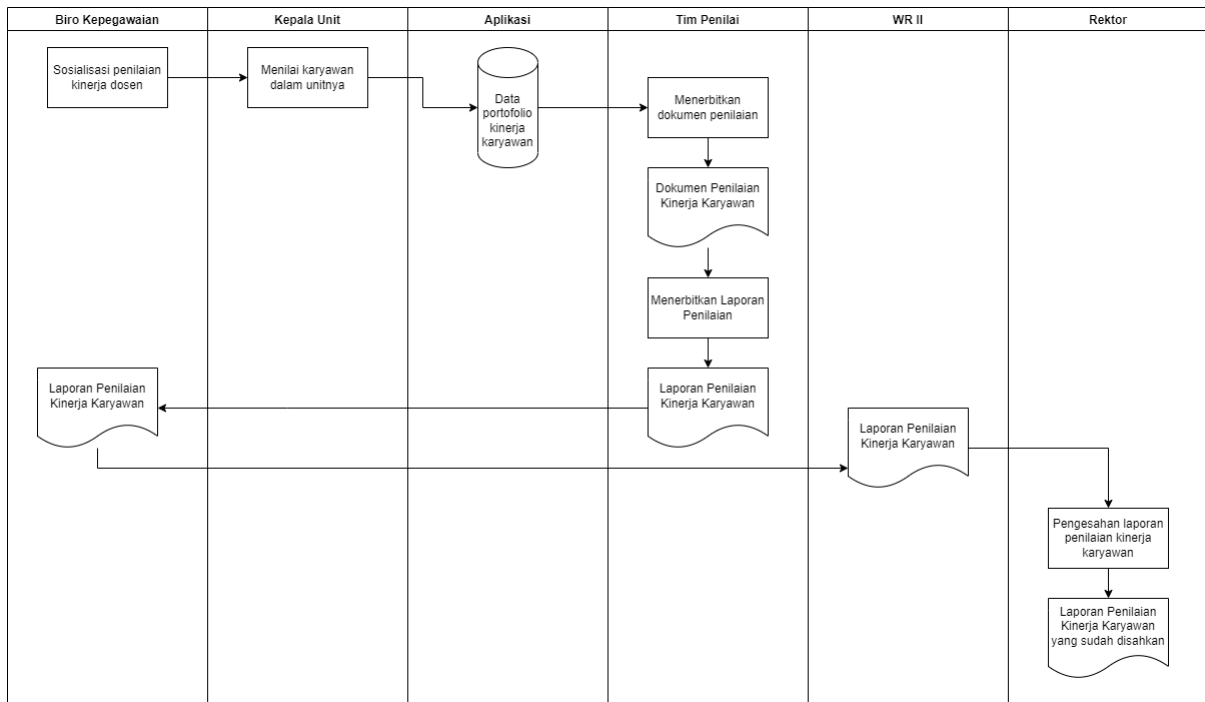 Biro Kepegawaian
Kepala Unit
Aplikasi
Tim Penilai
WR II
Rektor
Sosialisasi penilaian
kinerja dosen
Menilai karyawan
dalam unitnya
Data
portofolio
kinerja
karyawan
Menerbitkan
dokumen penilaian
Dokumen Penilaian
Kinerja Karyawan
Menerbitkan Laporan
Penilaian
Laporan Penilaian
Kinerja Karyawan
Laporan Penilaian
Kinerja Karyawan
Laporan Penilaian
Kinerja Karyawan
Pengesahan laporan
penilaian kinerja
karyawan
Laporan Penilaian
Kinerja Karyawan
yang sudah disahkan